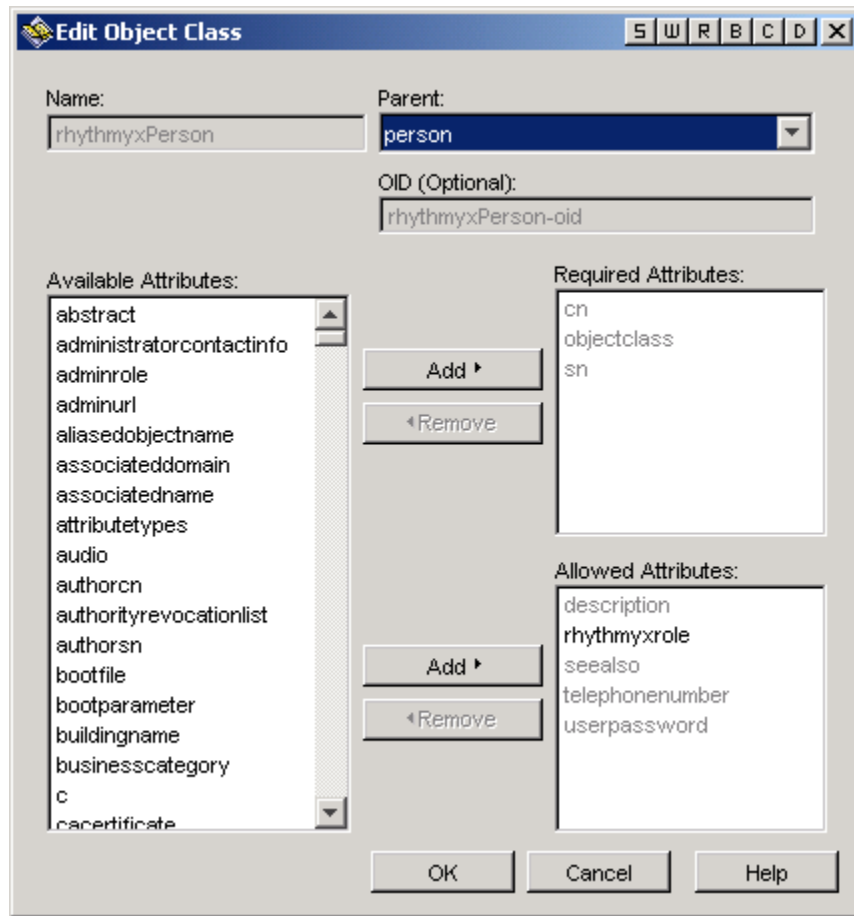 Edit Object Class
S W R B C D X
Name:
rhythmyxPerson
Parent:
person
OID (Optional):
rhythmyxPerson-oid
Available Attributes:
abstract
administratorcontactinfo
adminrole
adminurl
aliasedobjectname
associateddomain
associatedname
attributetypes
audio
authorcn
authorityrevocationlist
authorsn
bootfile
bootparameter
buildingname
businesscategory
c
cacertificate
Add
Remove
Required Attributes:
cn
objectclass
sn
Add
Remove
Allowed Attributes:
description
rhythmyxrole
seealso
telephonenumber
userpassword
OK
Cancel
Help